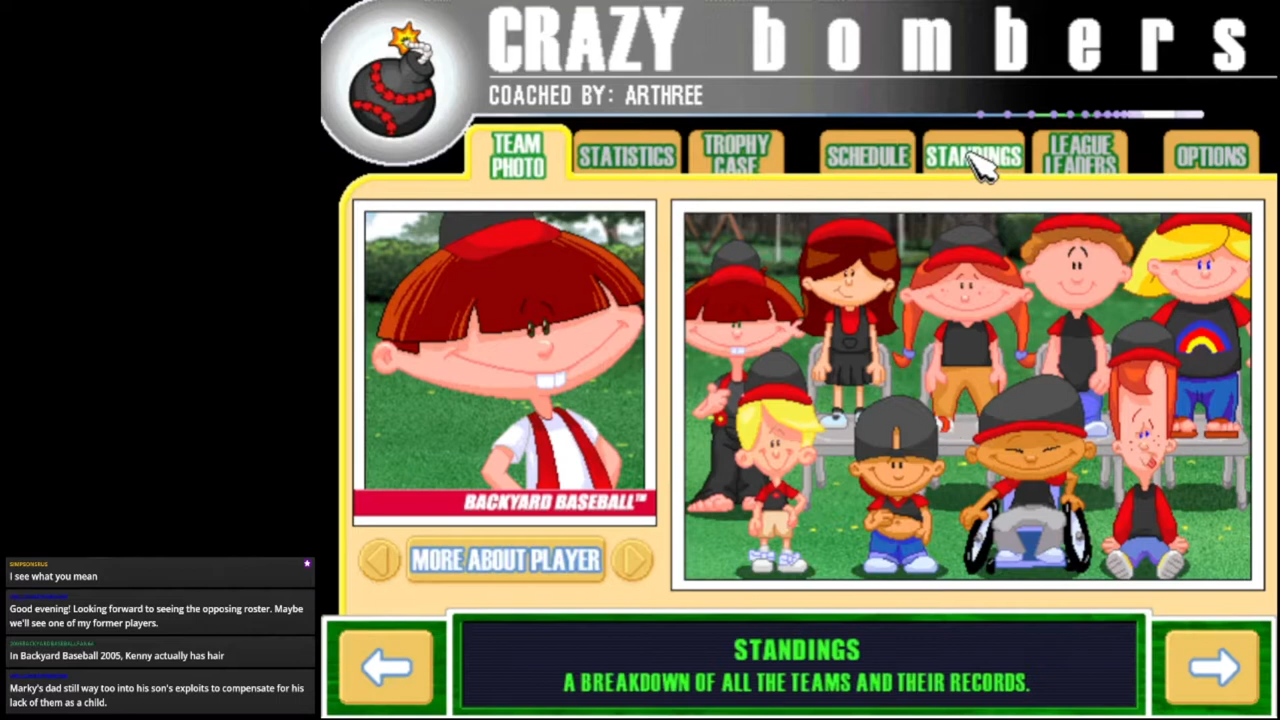 CRAZY bombers
COACHED BY: ARTHREE
TEAM
PHOTO
STATISTICS
TROPHY
CASE
SCHEDULE
STANDINGS
LEAGUE
LEADERS
OPTIONS
BACKYARD BASEBALL™
MORE ABOUT PLAYER
STANDINGS
A BREAKDOWN OF ALL THE TEAMS AND THEIR RECORDS.
SIMPSONSRUS
I see what you mean
Good evening! Looking forward to seeing the opposing roster. Maybe
we'll see one of my former players.
In Backyard Baseball 2005, Kenny actually has hair
Marky's dad still way too into his son's exploits to compensate for his
lack of them as a child.